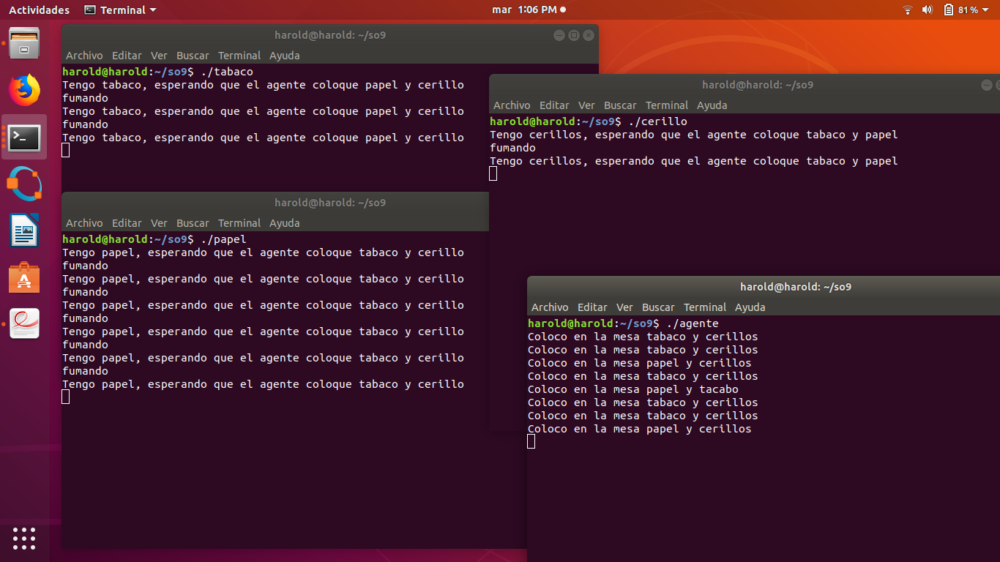 Actividades Terminal mar 1:06 PM 81%
harold@harold: ~/so9
Archivo Editar Ver Buscar Terminal Ayuda
harold@harold:~/so9$ ./tabaco
Tengo tabaco, esperando que el agente coloque papel y cerillo
fumando
Tengo tabaco, esperando que el agente coloque papel y cerillo
fumando
Tengo tabaco, esperando que el agente coloque papel y cerillo
harold@harold: ~/so9
Archivo Editar Ver Buscar Terminal Ayuda
harold@harold:~/so9$ ./cerillo
Tengo cerillos, esperando que el agente coloque tabaco y papel
fumando
Tengo cerillos, esperando que el agente coloque tabaco y papel
harold@harold: ~/so9
Archivo Editar Ver Buscar Terminal Ayuda
harold@harold:~/so9$ ./papel
Tengo papel, esperando que el agente coloque tabaco y cerillo
fumando
Tengo papel, esperando que el agente coloque tabaco y cerillo
fumando
Tengo papel, esperando que el agente coloque tabaco y cerillo
fumando
Tengo papel, esperando que el agente coloque tabaco y cerillo
fumando
Tengo papel, esperando que el agente coloque tabaco y cerillo
fumando
Tengo papel, esperando que el agente coloque tabaco y cerillo
harold@harold: ~/so9
Archivo Editar Ver Buscar Terminal Ayuda
harold@harold:~/so9$ ./agente
Coloco en la mesa tabaco y cerillos
Coloco en la mesa tabaco y cerillos
Coloco en la mesa papel y cerillos
Coloco en la mesa tabaco y cerillos
Coloco en la mesa papel y tacabo
Coloco en la mesa tabaco y cerillos
Coloco en la mesa tabaco y cerillos
Coloco en la mesa papel y cerillos